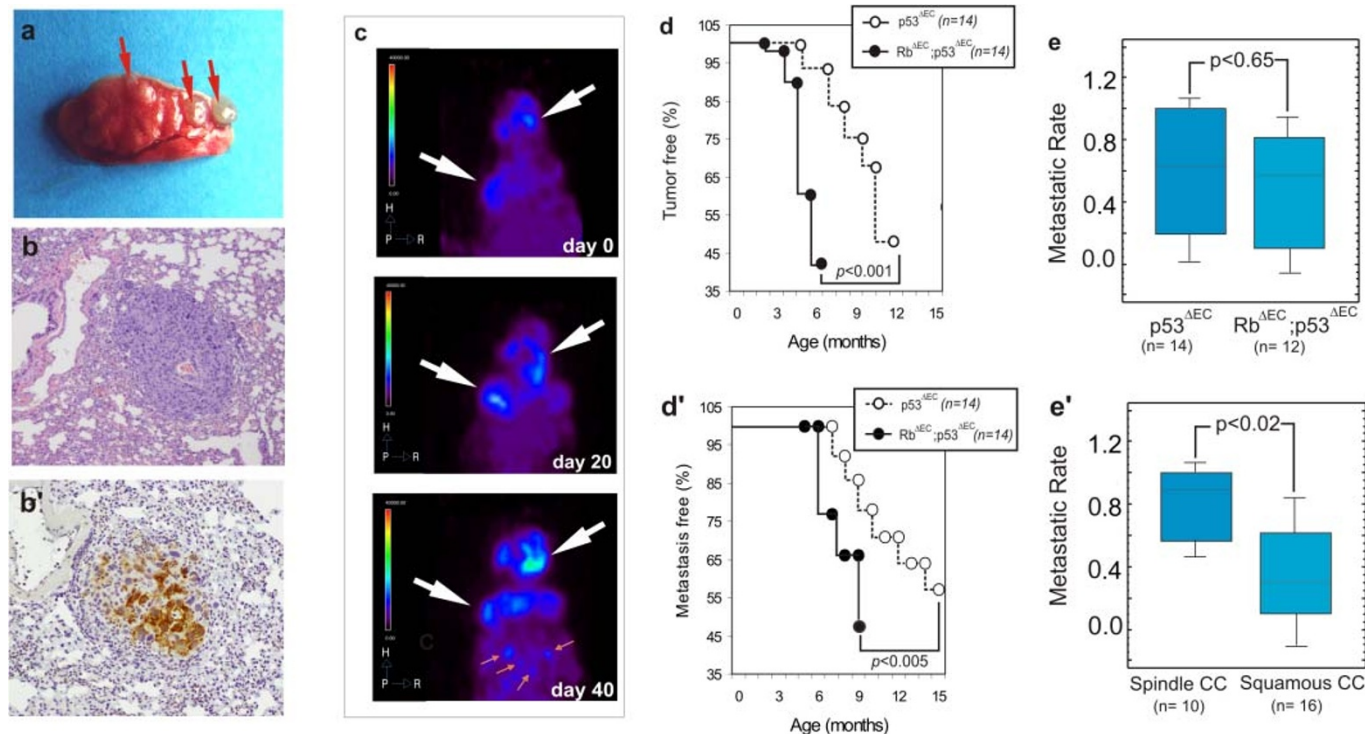 a
b
b'
c
H
P R
day 0
H
P R
day 20
C
H
P R
day 40
d
p53ΔEC (n=14)
RbΔEC;p53ΔEC (n=14)
Tumor free (%)
105
95
85
75
65
55
45
35
p<0.001
0 3 6 9 12 15
Age (months)
d'
p53ΔEC (n=14)
RbΔEC;p53ΔEC (n=14)
Metastasis free (%)
105
95
85
75
65
55
45
35
p<0.005
0 3 6 9 12 15
Age (months)
e
p<0.65
Metastatic Rate
1.2
0.8
0.4
0.0
p53ΔEC RbΔEC;p53ΔEC
(n= 14) (n= 12)
e'
p<0.02
Metastatic Rate
1.2
0.8
0.4
0.0
Spindle CC Squamous CC
(n= 10) (n= 16)